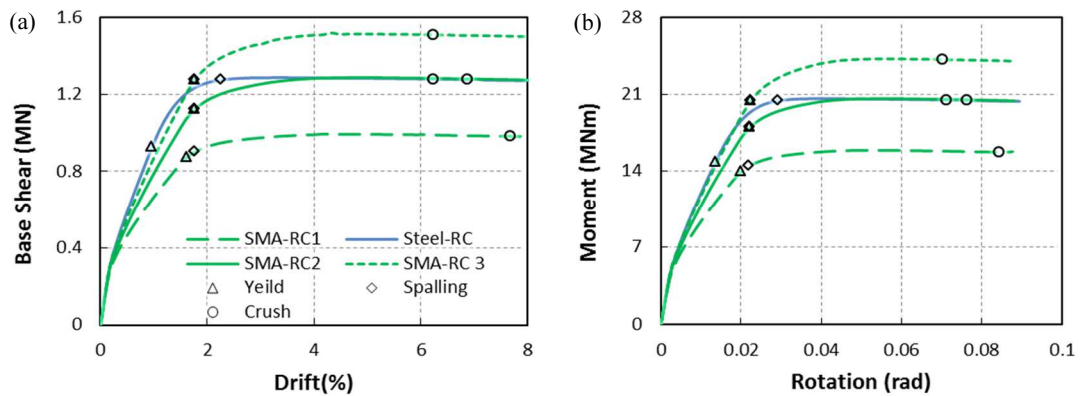 (a)
1.6
1.2
0.8
0.4
0
Base Shear (MN)
SMA-RC1 Steel-RC
SMA-RC2 SMA-RC 3
Yeild Spalling
Crush
0 2 4 6 8
Drift(%)
(b)
28
21
14
7
0
Moment (MNm)
0 0.02 0.04 0.06 0.08 0.1
Rotation (rad)